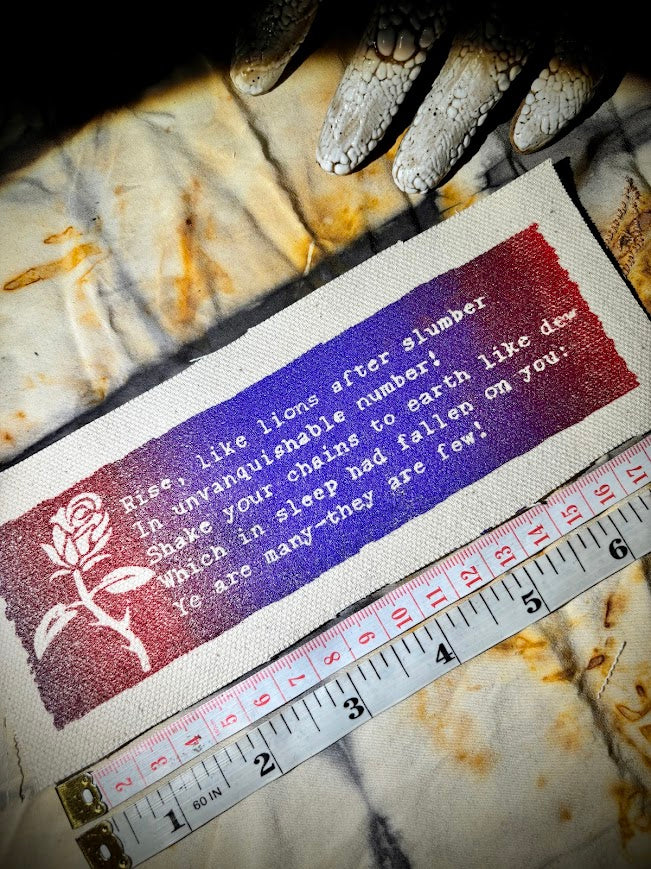 Rise, like lions after slumber
In unvanquishable number!
Shake your chains to earth like dew
Which in sleep had fallen on you:
Ye are many—they are few!
2 3 4 5 6 7 8 9 10 11 12 13 14 15 16 17
1 60 IN 2 3 4 5 6